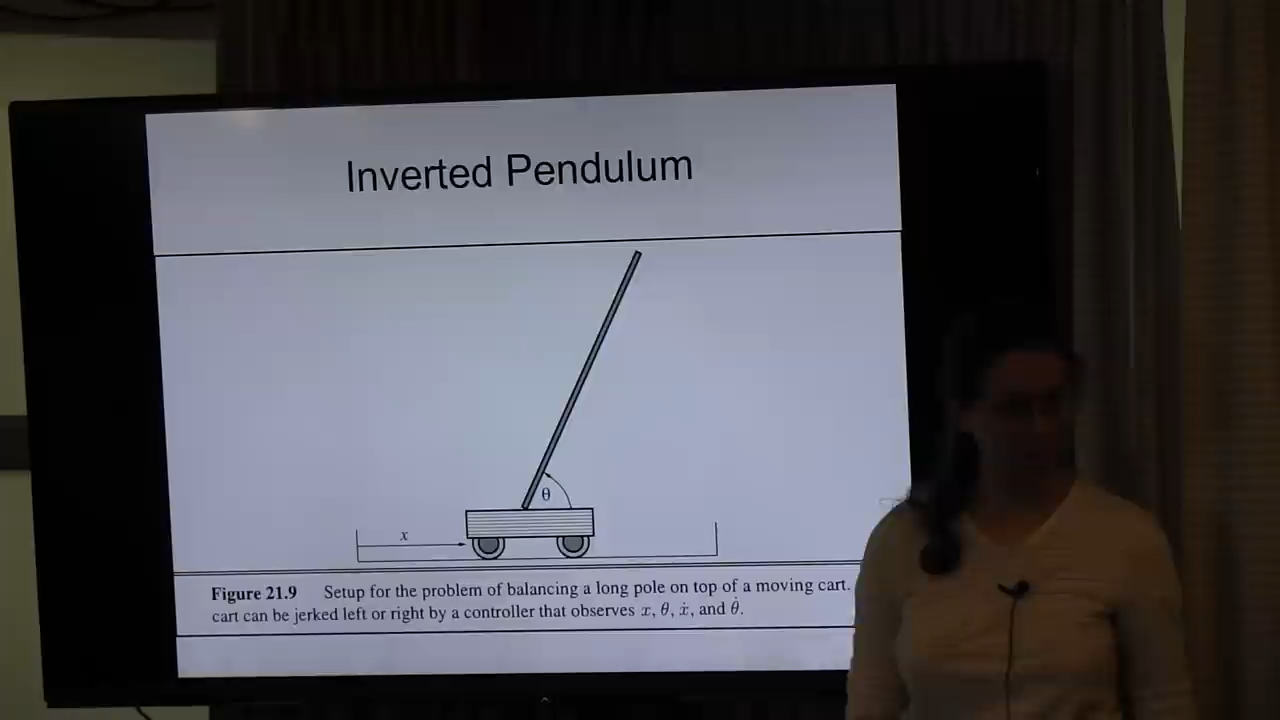 Inverted Pendulum
θ
x
Figure 21.9 Setup for the problem of balancing a long pole on top of a moving cart.
cart can be jerked left or right by a controller that observes x, θ, ẋ, and θ̇.